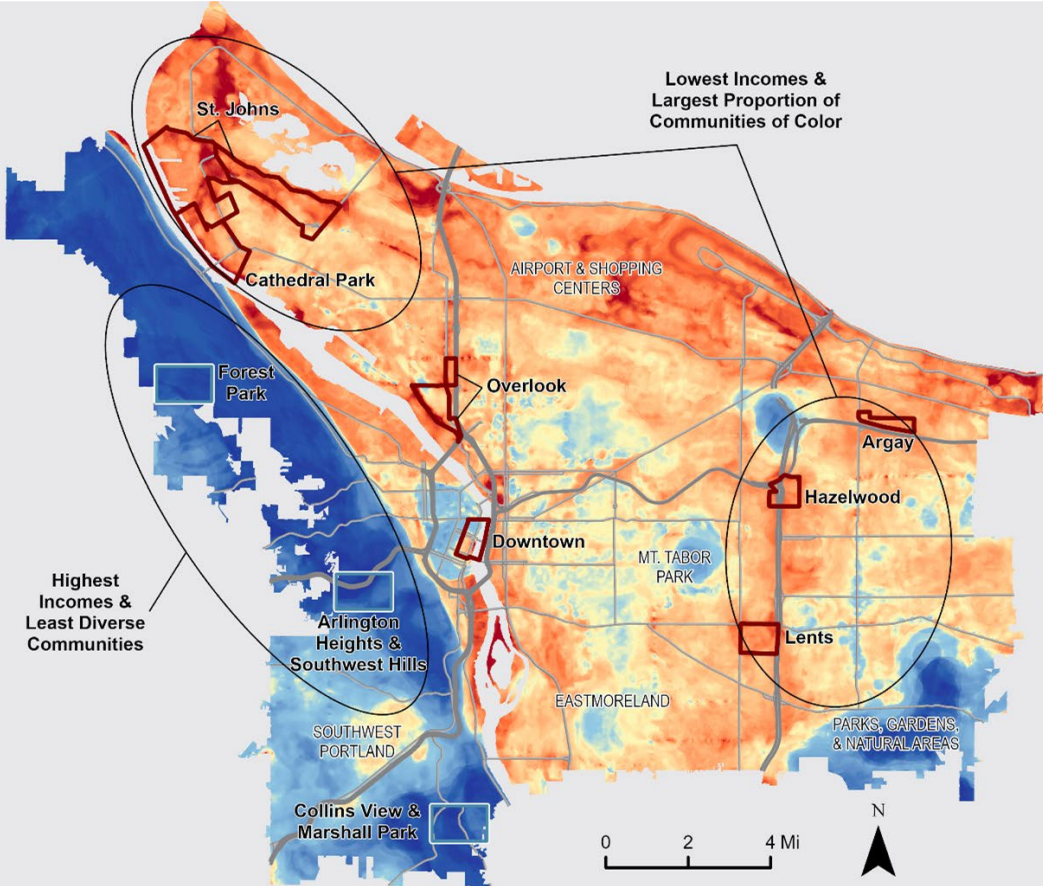 Lowest Incomes &
Largest Proportion of
Communities of Color
St. Johns
AIRPORT & SHOPPING
CENTERS
Cathedral Park
Forest
Park
Overlook
Argay
Hazelwood
Downtown
MT. TABOR
PARK
Highest
Incomes &
Least Diverse
Communities
Arlington
Heights &
Southwest Hills
Lents
EASTMORELAND
SOUTHWEST
PORTLAND
PARKS, GARDENS,
& NATURAL AREAS
Collins View &
Marshall Park
N
0 2 4 Mi